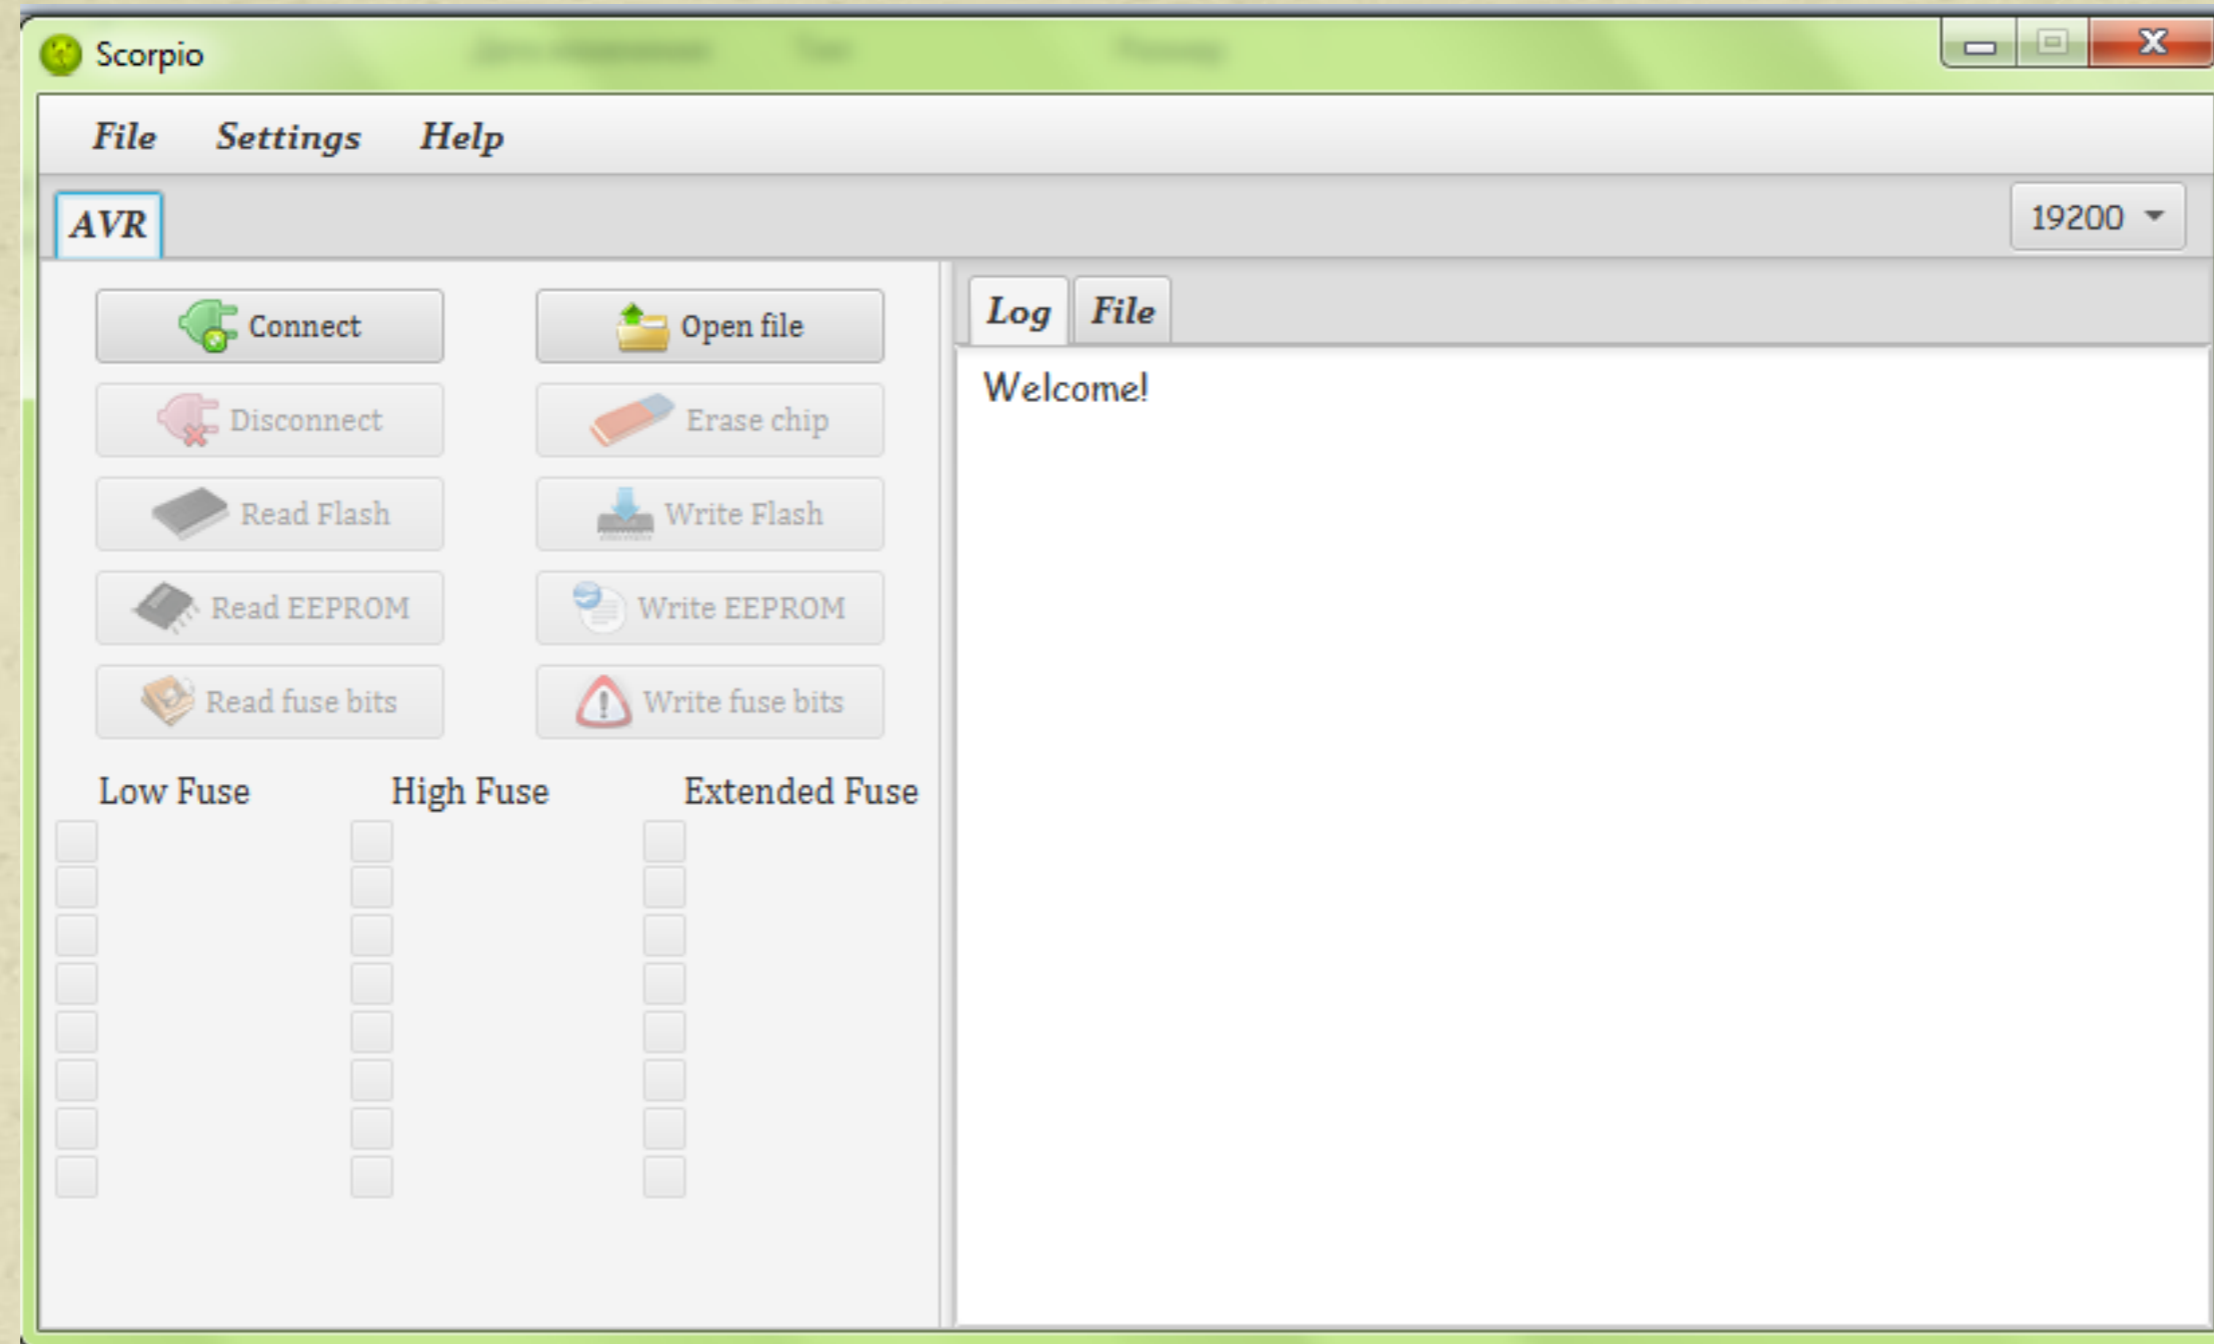 Scorpio
File Settings Help
AVR
19200
Connect
Open file
Disconnect
Erase chip
Read Flash
Write Flash
Read EEPROM
Write EEPROM
Read fuse bits
Write fuse bits
Low Fuse High Fuse Extended Fuse
Log File
Welcome!